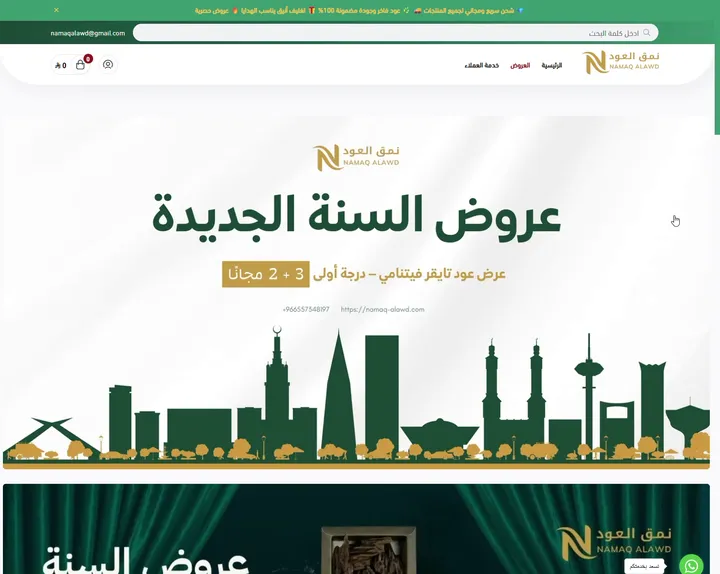 شحن سريع ومجاني لجميع المنتجات 🚚 ✨ عود فاخر وجودة مضمونة 100% 🎁 تغليف أنيق يناسب الهدايا 🔥 عروض حصرية
ادخل كلمة البحث
namaqalawd@gmail.com
نمق العود
NAMAQ ALAWD
الرئيسية
العروض
خدمة العملاء
0
0
نمق العود
NAMAQ ALAWD
عروض السنة الجديدة
عرض عود تايقر فيتنامي – درجة أولى 3 + 2 مجانًا
+966557548197 https://namaq-alawd.com
نمق العود
NAMAQ ALAWD
عروض السنة
نسعد بخدمتكم